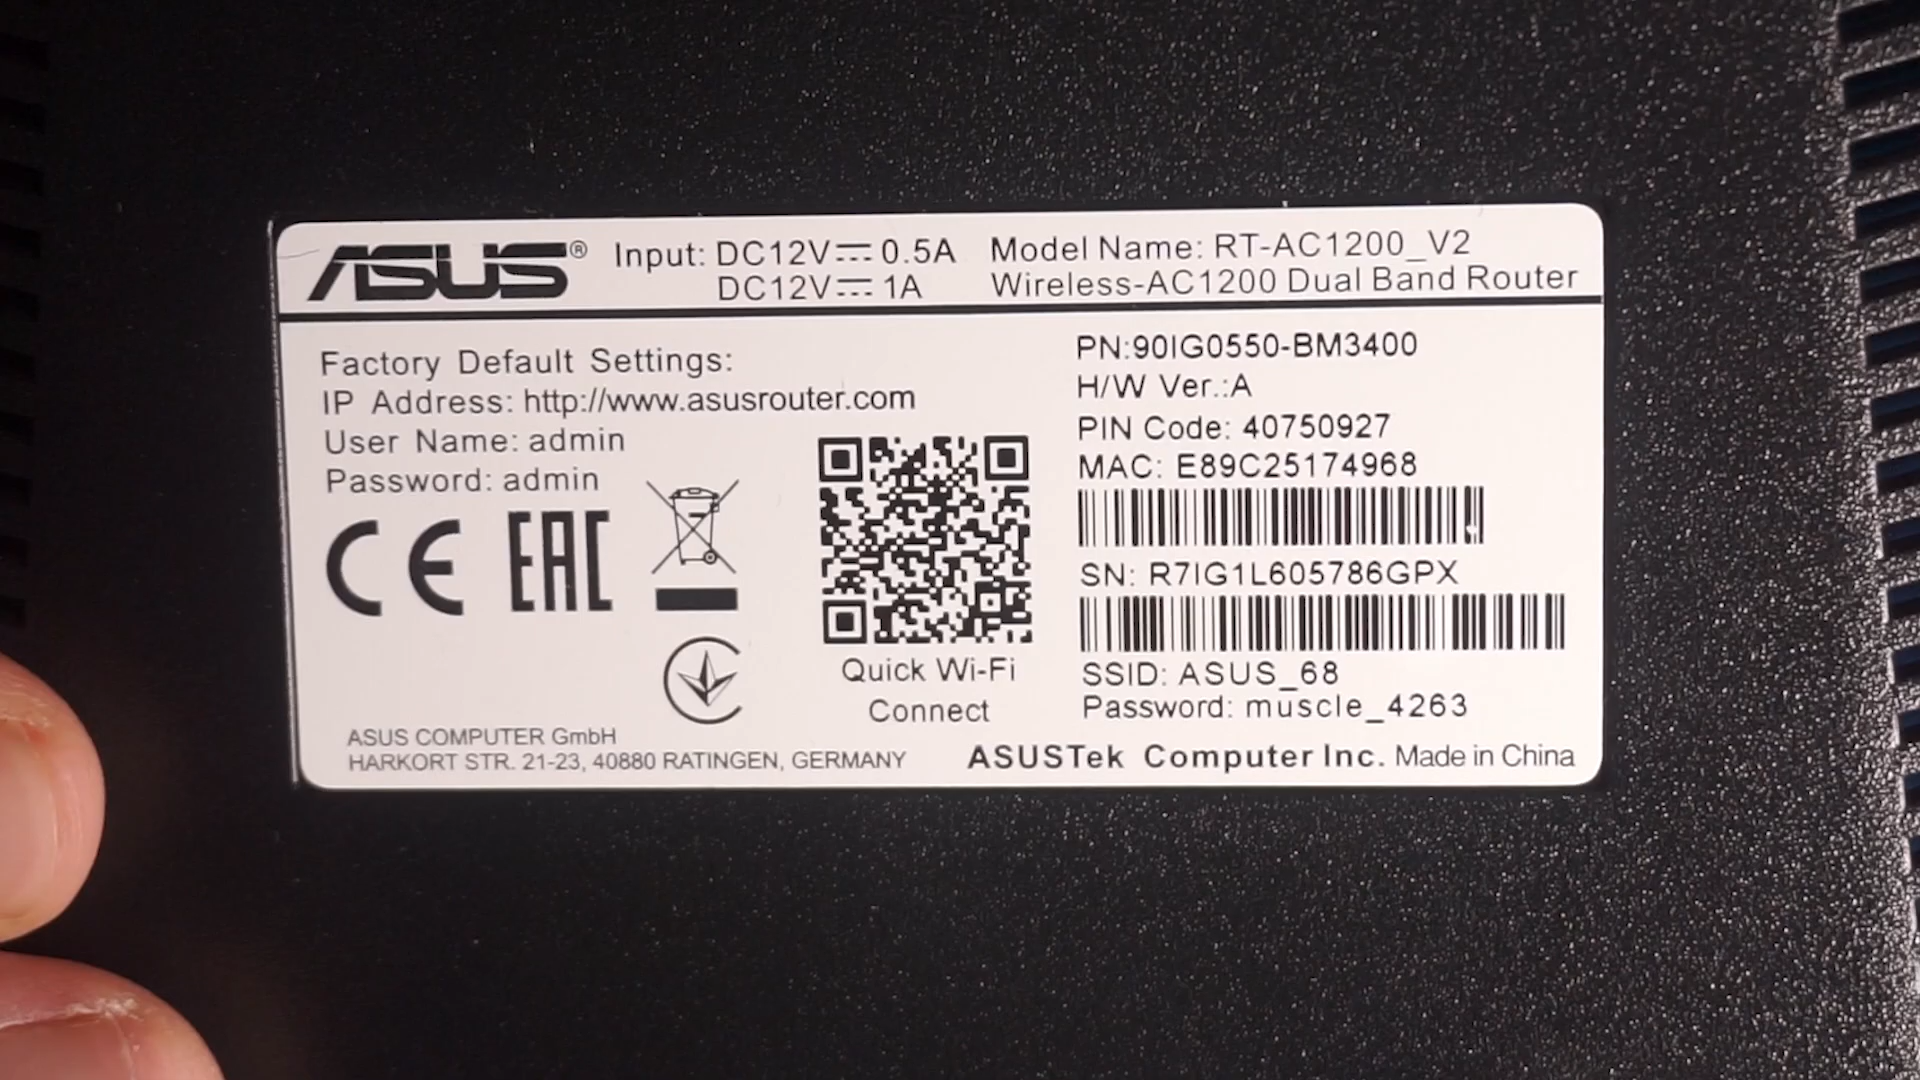 ASUS® Input: DC12V⎓0.5A Model Name: RT-AC1200_V2
DC12V⎓1A Wireless-AC1200 Dual Band Router
Factory Default Settings:
IP Address: http://www.asusrouter.com
User Name: admin
Password: admin
CE EAC
Quick Wi-Fi
Connect
PN:90IG0550-BM3400
H/W Ver.:A
PIN Code: 40750927
MAC: E89C25174968
SN: R7IG1L605786GPX
SSID: ASUS_68
Password: muscle_4263
ASUS COMPUTER GmbH
HARKORT STR. 21-23, 40880 RATINGEN, GERMANY
ASUSTek Computer Inc. Made in China